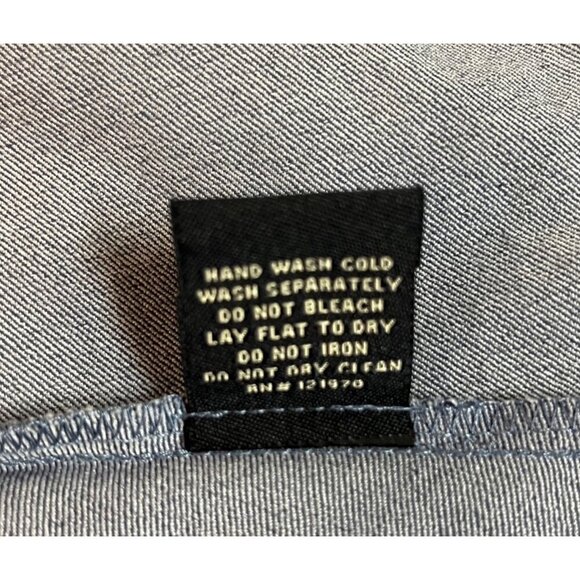 HAND WASH COLD
WASH SEPARATELY
DO NOT BLEACH
LAY FLAT TO DRY
DO NOT IRON
DO NOT DRY CLEAN
RN# 121970